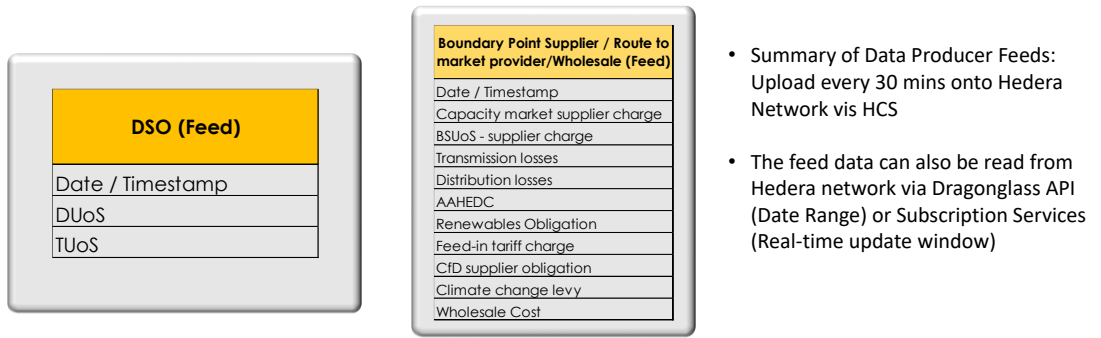 DSO (Feed)
Date / Timestamp
DUoS
TUoS
Boundary Point Supplier / Route to
market provider/Wholesale (Feed)
Date / Timestamp
Capacity market supplier charge
BSUoS - supplier charge
Transmission losses
Distribution losses
AAHEDC
Renewables Obligation
Feed-in tariff charge
CfD supplier obligation
Climate change levy
Wholesale Cost
• Summary of Data Producer Feeds:
Upload every 30 mins onto Hedera
Network vis HCS
• The feed data can also be read from
Hedera network via Dragonglass API
(Date Range) or Subscription Services
(Real-time update window)